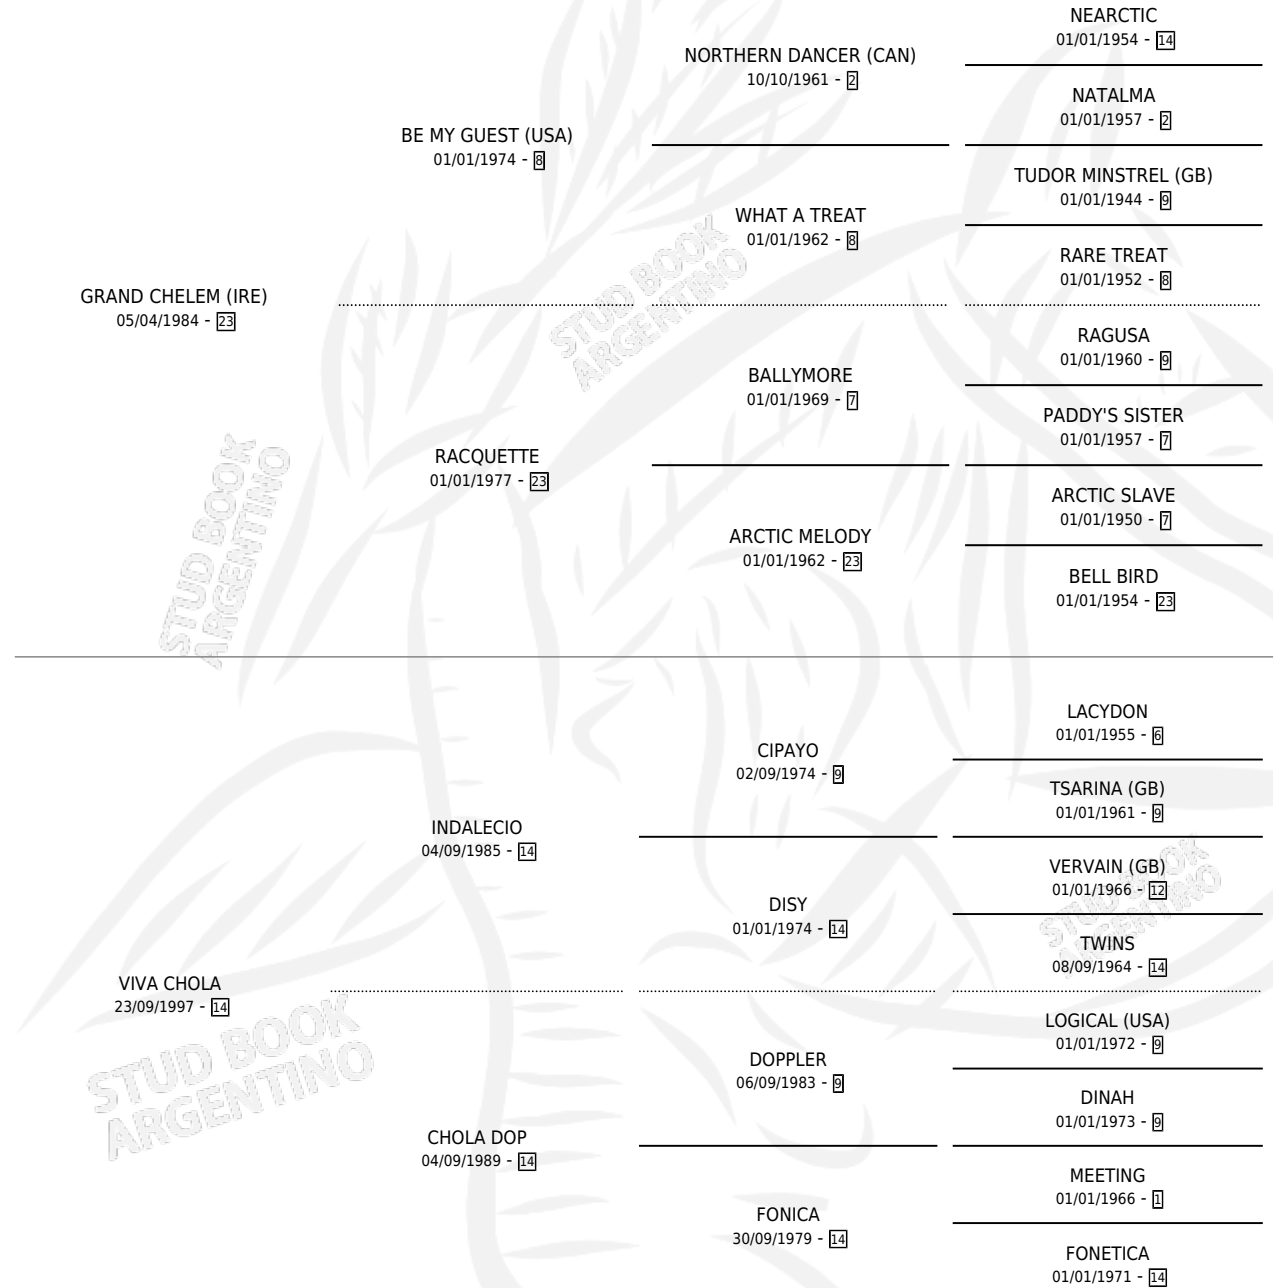 NEARCTIC
01/01/1954 - 14
NORTHERN DANCER (CAN)
10/10/1961 - 2
NATALMA
01/01/1957 - 2
BE MY GUEST (USA)
01/01/1974 - 8
TUDOR MINSTREL (GB)
01/01/1944 - 9
WHAT A TREAT
01/01/1962 - 8
RARE TREAT
01/01/1952 - 8
GRAND CHELEM (IRE)
05/04/1984 - 23
RAGUSA
01/01/1960 - 9
BALLYMORE
01/01/1969 - 7
PADDY'S SISTER
01/01/1957 - 7
RACQUETTE
01/01/1977 - 23
ARCTIC SLAVE
01/01/1950 - 7
ARCTIC MELODY
01/01/1962 - 23
BELL BIRD
01/01/1954 - 23
LACYDON
01/01/1955 - 6
CIPAYO
02/09/1974 - 9
TSARINA (GB)
01/01/1961 - 9
INDALECIO
04/09/1985 - 14
VERVAIN (GB)
01/01/1966 - 12
DISY
01/01/1974 - 14
TWINS
08/09/1964 - 14
VIVA CHOLA
23/09/1997 - 14
LOGICAL (USA)
01/01/1972 - 9
DOPPLER
06/09/1983 - 9
DINAH
01/01/1973 - 9
CHOLA DOP
04/09/1989 - 14
MEETING
01/01/1966 - 1
FONICA
30/09/1979 - 14
FONETICA
01/01/1971 - 14
STUD BOOK
ARGENTINO
STUD BOOK
ARGENTINO
STUD BOOK
ARGENTINO
STUD BOOK
ARGENTINO